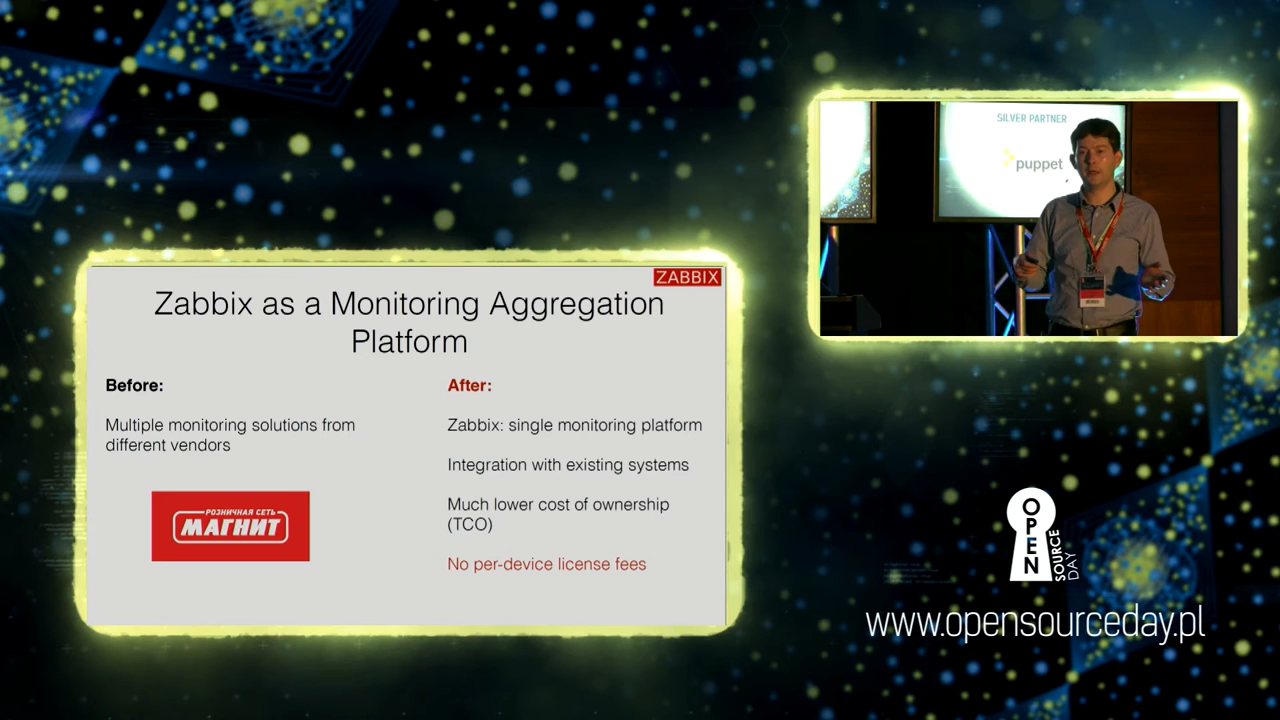 SILVER PARTNER
puppet
ZABBIX
Zabbix as a Monitoring Aggregation
Platform
Before:
Multiple monitoring solutions from
different vendors
РОЗНИЧНАЯ СЕТЬ
МАГНИТ
After:
Zabbix: single monitoring platform
Integration with existing systems
Much lower cost of ownership
(TCO)
No per-device license fees
OPEN
SOURCE
DAY
www.opensourceday.pl